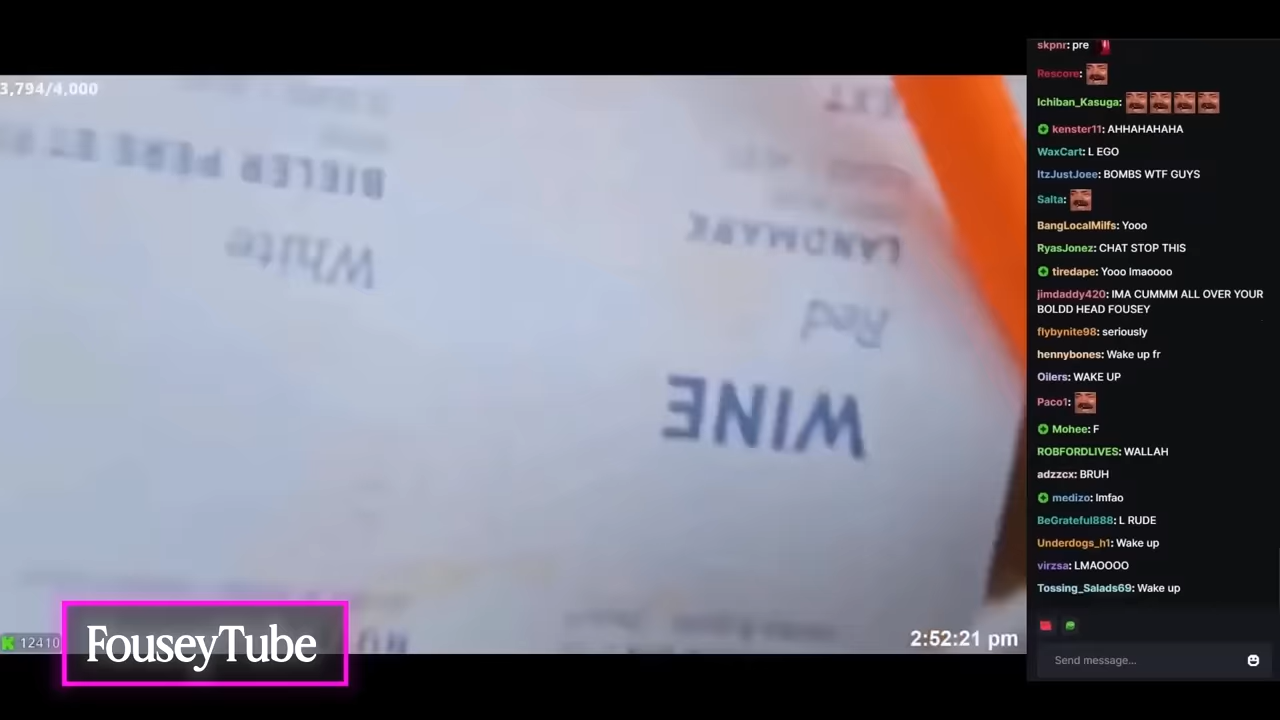 3,794/4,000
WINE
Red
LANDMARK
White
BIELER PERE ET
12410
FouseyTube
2:52:21 pm
skpnr: pre
Rescore:
Ichiban_Kasuga:
kenster11: AHHAHAHAHA
WaxCart: L EGO
ItzJustJoee: BOMBS WTF GUYS
Salta:
BangLocalMilfs: Yooo
RyasJonez: CHAT STOP THIS
tiredape: Yooo lmaoooo
jimdaddy420: IMA CUMMM ALL OVER YOUR
BOLDD HEAD FOUSEY
flybynite98: seriously
hennybones: Wake up fr
Oilers: WAKE UP
Paco1:
Mohee: F
ROBFORDLIVES: WALLAH
adzzcx: BRUH
medizo: lmfao
BeGrateful888: L RUDE
Underdogs_h1: Wake up
virzsa: LMAOOOO
Tossing_Salads69: Wake up
Send message...